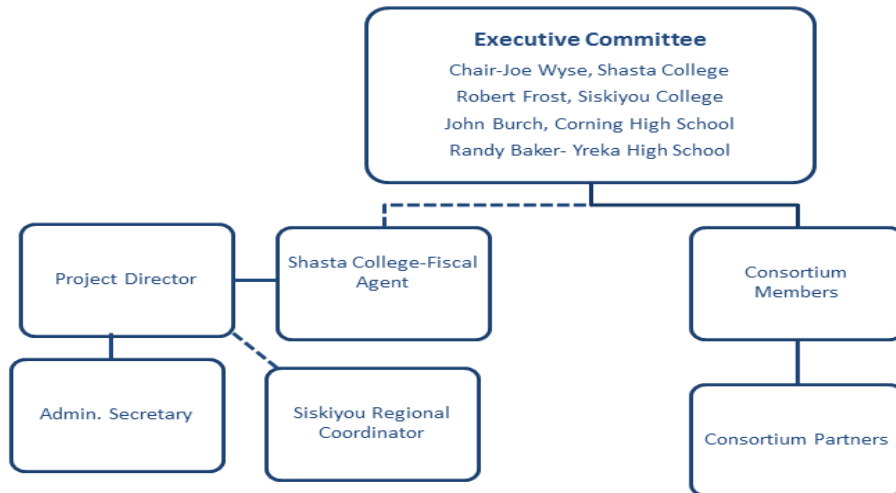 Executive Committee
Chair-Joe Wyse, Shasta College
Robert Frost, Siskiyou College
John Burch, Corning High School
Randy Baker- Yreka High School
Project Director
Shasta College-Fiscal
Agent
Consortium
Members
Admin. Secretary
Siskiyou Regional
Coordinator
Consortium Partners